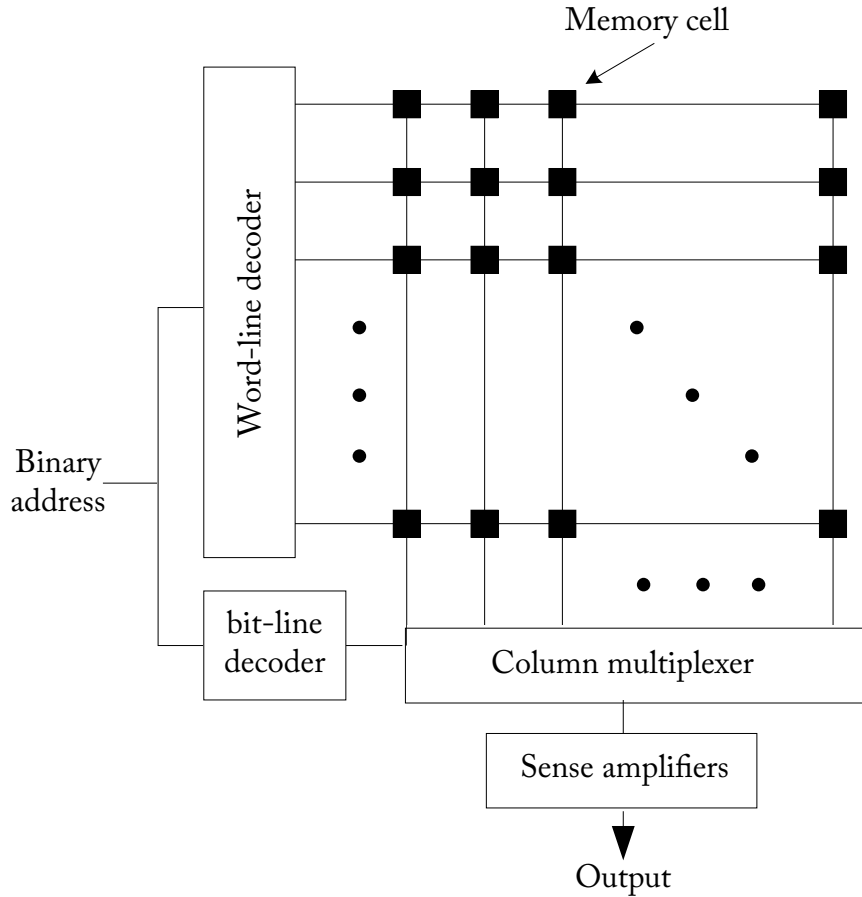 Memory cell
Word-line decoder
Binary
address
bit-line
decoder
Column multiplexer
Sense amplifiers
Output